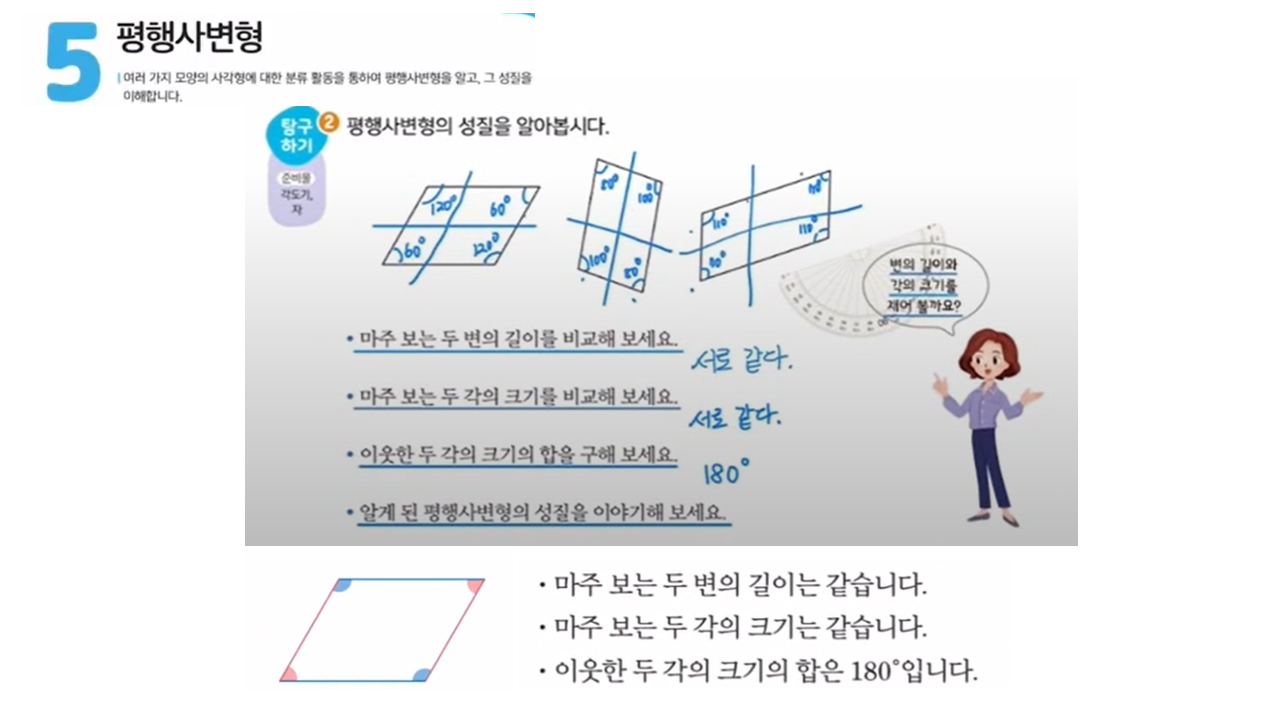 5 평행사변형
여러 가지 모양의 사각형에 대한 분류 활동을 통하여 평행사변형을 알고, 그 성질을
이해합니다.
탐구
하기
2 평행사변형의 성질을 알아봅시다.
준비물
각도기,
자
120° 60°
60° 120°
80° 100°
100° 80°
110°
110°
변의 길이와
각의 크기를
재어 볼까요?
• 마주 보는 두 변의 길이를 비교해 보세요.
서로 같다.
• 마주 보는 두 각의 크기를 비교해 보세요.
서로 같다.
• 이웃한 두 각의 크기의 합을 구해 보세요.
180°
• 알게 된 평행사변형의 성질을 이야기해 보세요.
• 마주 보는 두 변의 길이는 같습니다.
• 마주 보는 두 각의 크기는 같습니다.
• 이웃한 두 각의 크기의 합은 180°입니다.